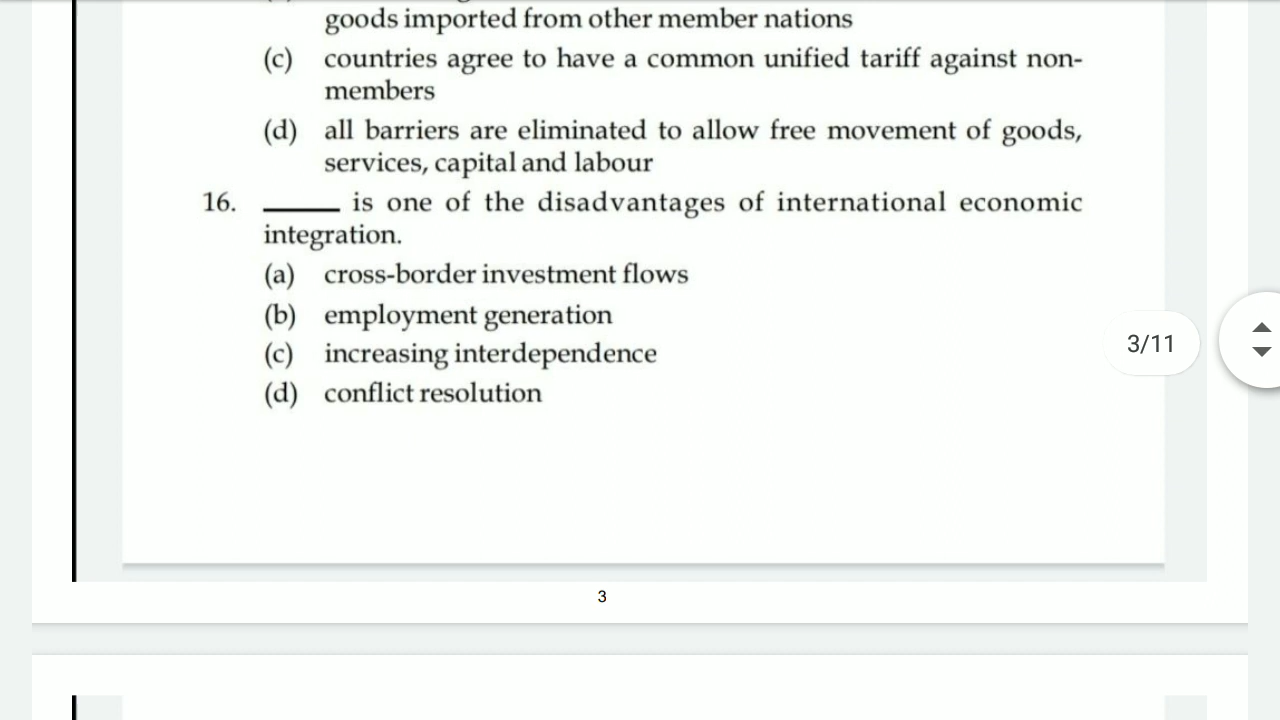 goods imported from other member nations
(c) countries agree to have a common unified tariff against non-
members
(d) all barriers are eliminated to allow free movement of goods,
services, capital and labour
16. _____ is one of the disadvantages of international economic
integration.
(a) cross-border investment flows
(b) employment generation
(c) increasing interdependence
(d) conflict resolution
3/11
3